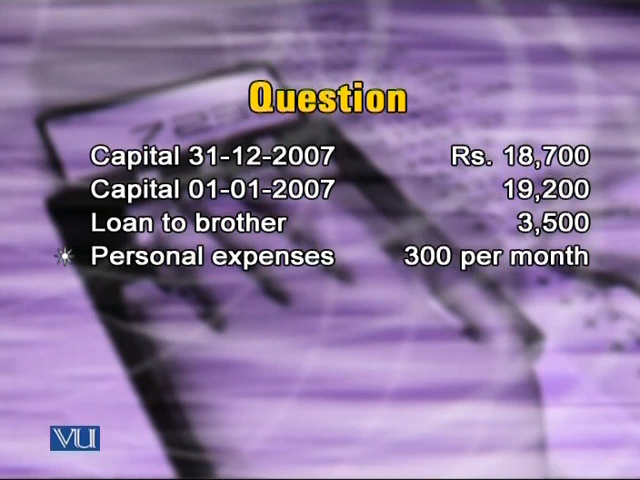 Question
Capital 31-12-2007 Rs. 18,700
Capital 01-01-2007 19,200
Loan to brother 3,500
Personal expenses 300 per month
VU